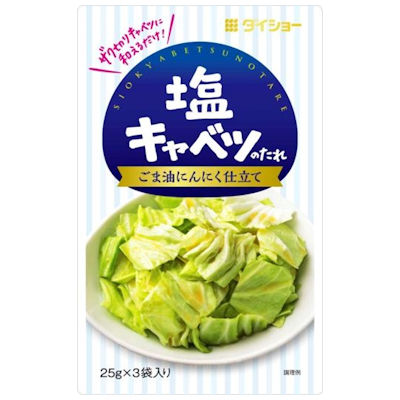 ダイショー
ザク切りキャベツに
和えるだけ!
SIOKYABETSUNOTARE
塩
キャベツのたれ
ごま油にんにく仕立て
25g×3袋入り
調理例